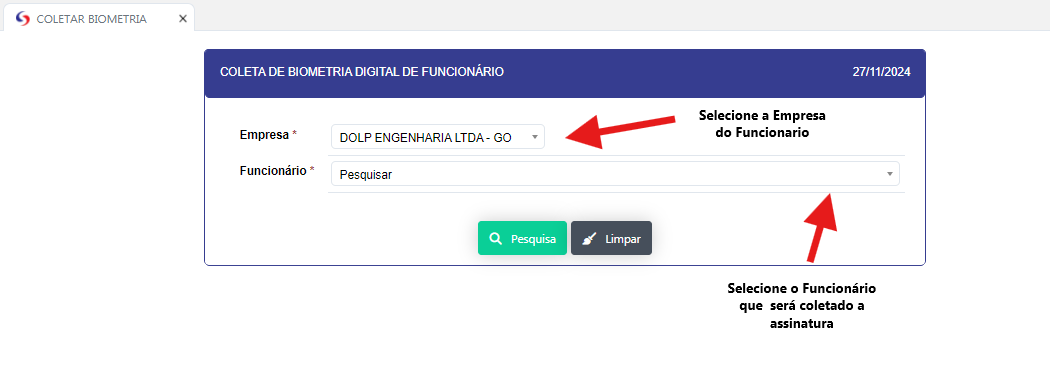 COLETAR BIOMETRIA
COLETA DE BIOMETRIA DIGITAL DE FUNCIONÁRIO 27/11/2024
Selecione a Empresa
do Funcionario
Empresa * DOLP ENGENHARIA LTDA - GO
Funcionário * Pesquisar
Pesquisa Limpar
Selecione o Funcionário
que será coletado a
assinatura